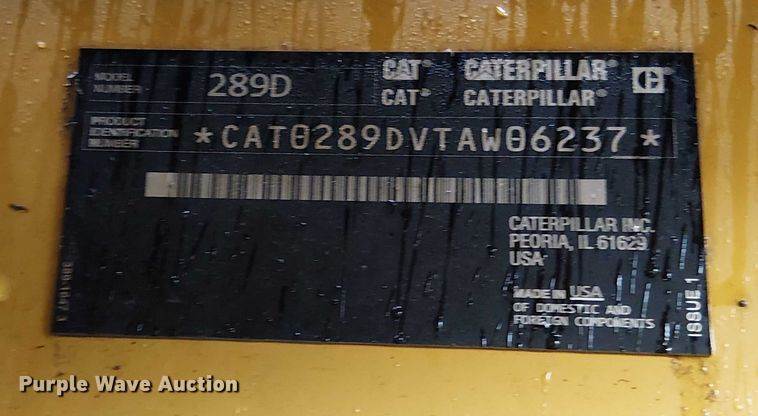 MODEL NUMBER 289D
CAT® CATERPILLAR® C
CAT® CATERPILLAR®
PRODUCT IDENTIFICATION NUMBER
*CAT0289DVTAW06237*
CATERPILLAR INC.
PEORIA, IL 61629
USA
MADE IN USA
OF DOMESTIC AND
FOREIGN COMPONENTS
ISSUE 1
Purple Wave Auction